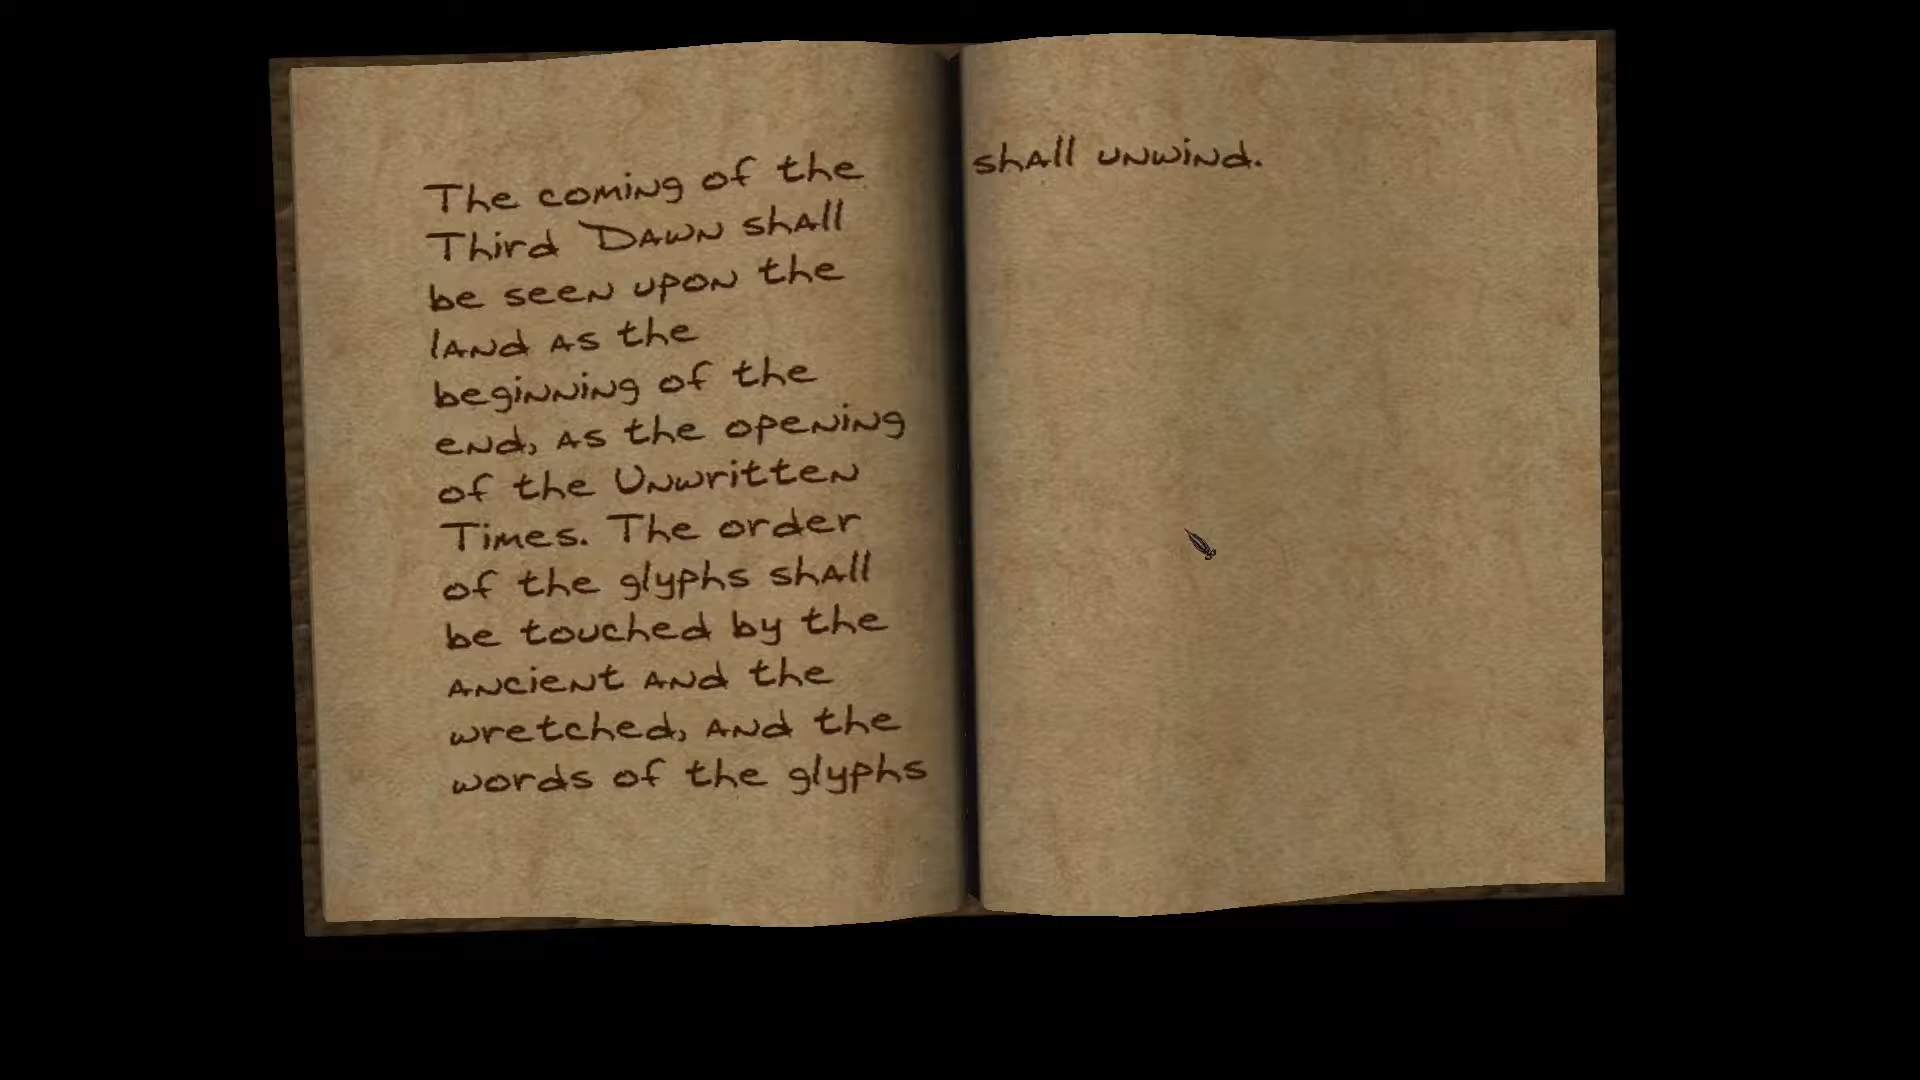 The coming of the
Third Dawn shall
be seen upon the
land as the
beginning of the
end, as the opening
of the Unwritten
Times. The order
of the glyphs shall
be touched by the
ancient and the
wretched, and the
words of the glyphs
shall unwind.